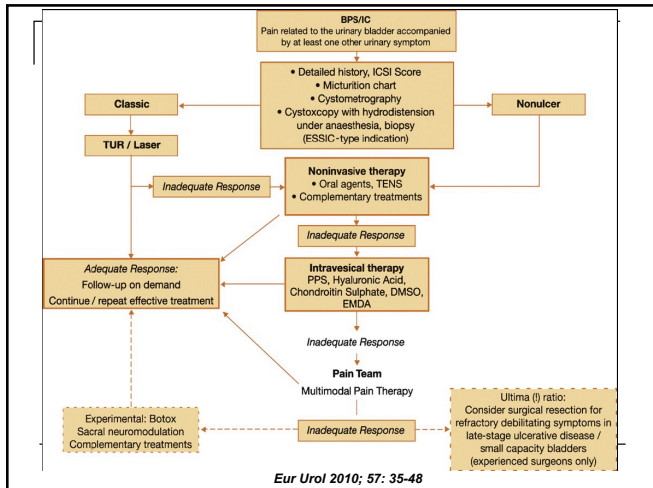 BPS/IC
Pain related to the urinary bladder accompanied
by at least one other urinary symptom
• Detailed history, ICSI Score
• Micturition chart
• Cystometrography
• Cystoxcopy with hydrodistension
under anaesthesia, biopsy
(ESSIC-type indication)
Classic
Nonulcer
TUR / Laser
Inadequate Response
Noninvasive therapy
• Oral agents, TENS
• Complementary treatments
Inadequate Response
Adequate Response:
Follow-up on demand
Continue / repeat effective treatment
Intravesical therapy
PPS, Hyaluronic Acid,
Chondroitin Sulphate, DMSO,
EMDA
Inadequate Response
Pain Team
Multimodal Pain Therapy
Experimental: Botox
Sacral neuromodulation
Complementary treatments
Inadequate Response
Ultima (!) ratio:
Consider surgical resection for
refractory debilitating symptoms in
late-stage ulcerative disease /
small capacity bladders
(experienced surgeons only)
Eur Urol 2010; 57: 35-48